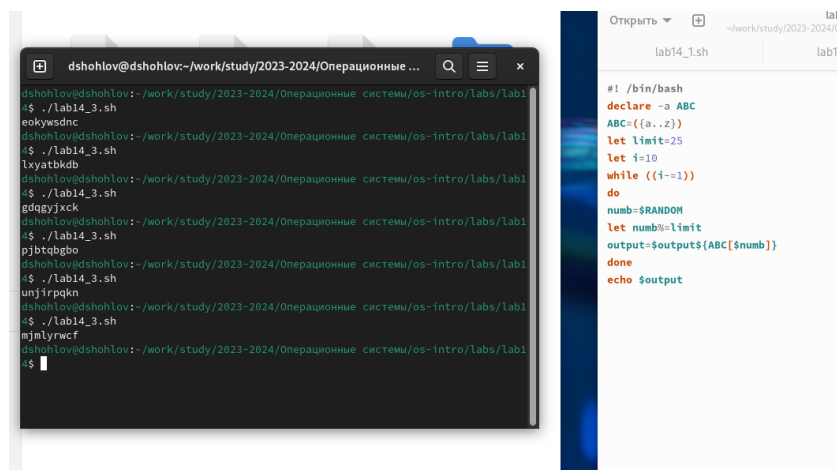 dshohlov@dshohlov:~/work/study/2023-2024/Операционные ...
dshohlov@dshohlov:~/work/study/2023-2024/Операционные системы/os-intro/labs/lab1
4$ ./lab14_3.sh
eokywsdnc
dshohlov@dshohlov:~/work/study/2023-2024/Операционные системы/os-intro/labs/lab1
4$ ./lab14_3.sh
lxyatbkdb
dshohlov@dshohlov:~/work/study/2023-2024/Операционные системы/os-intro/labs/lab1
4$ ./lab14_3.sh
gdqgyjxck
dshohlov@dshohlov:~/work/study/2023-2024/Операционные системы/os-intro/labs/lab1
4$ ./lab14_3.sh
pjbtqbgbo
dshohlov@dshohlov:~/work/study/2023-2024/Операционные системы/os-intro/labs/lab1
4$ ./lab14_3.sh
unjirpqkn
dshohlov@dshohlov:~/work/study/2023-2024/Операционные системы/os-intro/labs/lab1
4$ ./lab14_3.sh
mjmlyrwcf
dshohlov@dshohlov:~/work/study/2023-2024/Операционные системы/os-intro/labs/lab1
4$
Открыть
la
~/work/study/2023-2024/
lab14_1.sh
lab1
#! /bin/bash
declare -a ABC
ABC=({a..z})
let limit=25
let i=10
while ((i-=1))
do
numb=$RANDOM
let numb%=limit
output=$output${ABC[$numb]}
done
echo $output